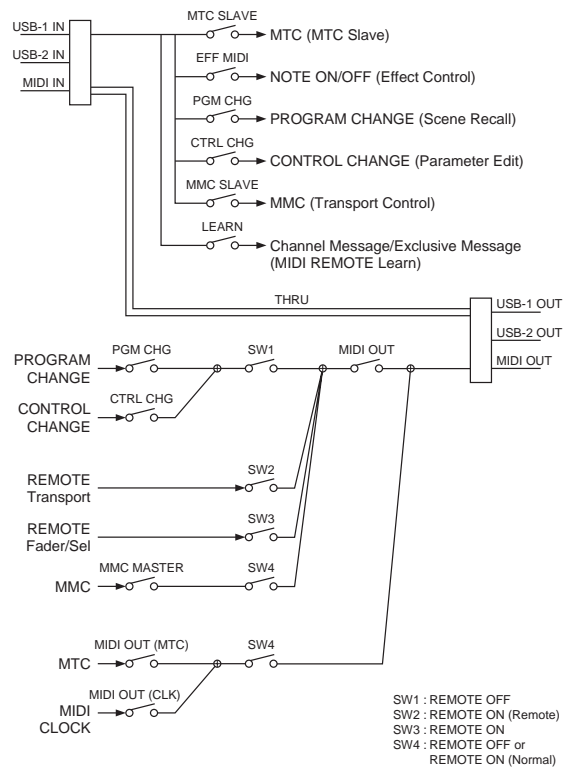 MTC SLAVE
USB-1 IN
MTC (MTC Slave)
EFF MIDI
USB-2 IN
NOTE ON/OFF (Effect Control)
MIDI IN
PGM CHG
PROGRAM CHANGE (Scene Recall)
CTRL CHG
CONTROL CHANGE (Parameter Edit)
MMC SLAVE
MMC (Transport Control)
LEARN
Channel Message/Exclusive Message
(MIDI REMOTE Learn)
THRU
USB-1 OUT
USB-2 OUT
MIDI OUT
PROGRAM
CHANGE
PGM CHG
SW1
MIDI OUT
CONTROL
CHANGE
CTRL CHG
REMOTE
Transport
SW2
REMOTE
Fader/Sel
SW3
MMC
MMC MASTER
SW4
MTC
MIDI OUT (MTC)
SW4
MIDI
CLOCK
MIDI OUT (CLK)
SW1 : REMOTE OFF
SW2 : REMOTE ON (Remote)
SW3 : REMOTE ON
SW4 : REMOTE OFF or
REMOTE ON (Normal)